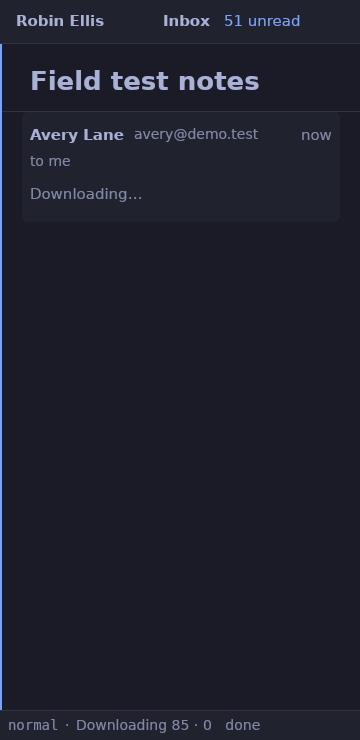 Robin Ellis Inbox 51 unread
Field test notes
Avery Lane avery@demo.test now
to me
Downloading…
normal · Downloading 85 · 0 done